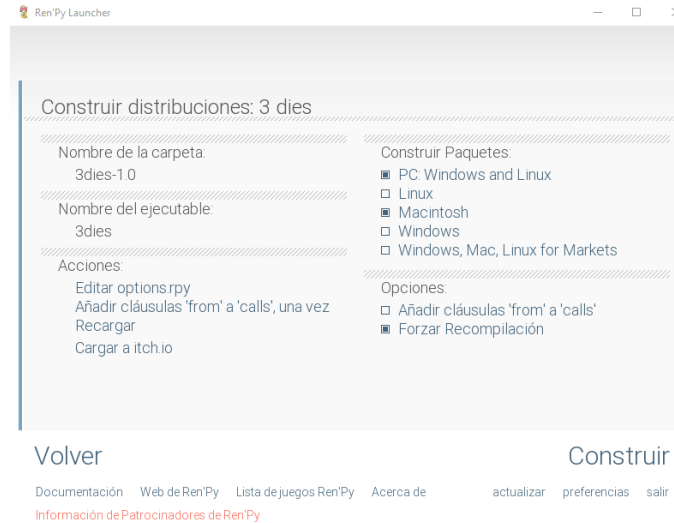 Ren'Py Launcher
Construir distribuciones: 3 dies
Nombre de la carpeta:
3dies-1.0
Nombre del ejecutable:
3dies
Acciones:
Editar options.rpy
Añadir cláusulas 'from' a 'calls', una vez
Recargar
Cargar a itch.io
Construir Paquetes:
PC: Windows and Linux
Linux
Macintosh
Windows
Windows, Mac, Linux for Markets
Opciones:
Añadir cláusulas 'from' a 'calls'
Forzar Recompilación
Volver
Construir
Documentación Web de Ren'Py Lista de juegos Ren'Py Acerca de actualizar preferencias salir
Información de Patrocinadores de Ren'Py